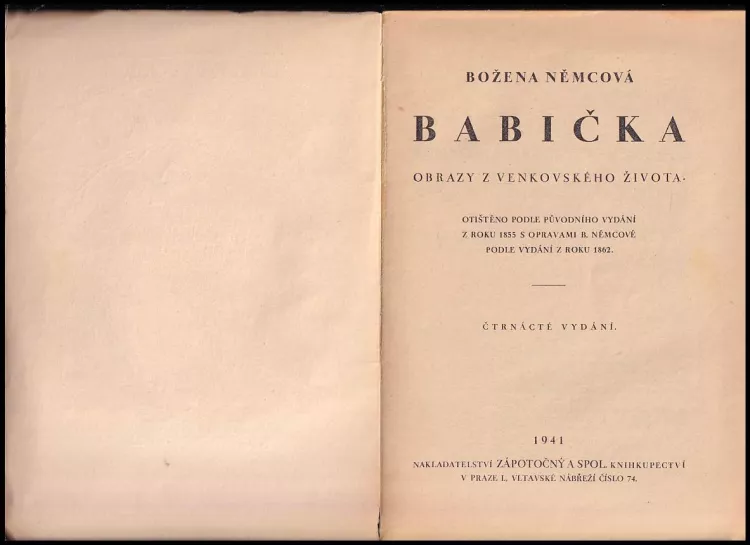 BOŽENA NĚMCOVÁ
BABIČKA
OBRAZY Z VENKOVSKÉHO ŽIVOTA.
OTIŠTĚNO PODLE PŮVODNÍHO VYDÁNÍ
Z ROKU 1855 S OPRAVAMI B. NĚMCOVÉ
PODLE VYDÁNÍ Z ROKU 1862.
ČTRNÁCTÉ VYDÁNÍ.
1941
NAKLADATELSTVÍ ZÁPOTOČNÝ A SPOL. KNIHKUPECTVÍ
V PRAZE I., VLTAVSKÉ NÁBŘEŽÍ ČÍSLO 74.